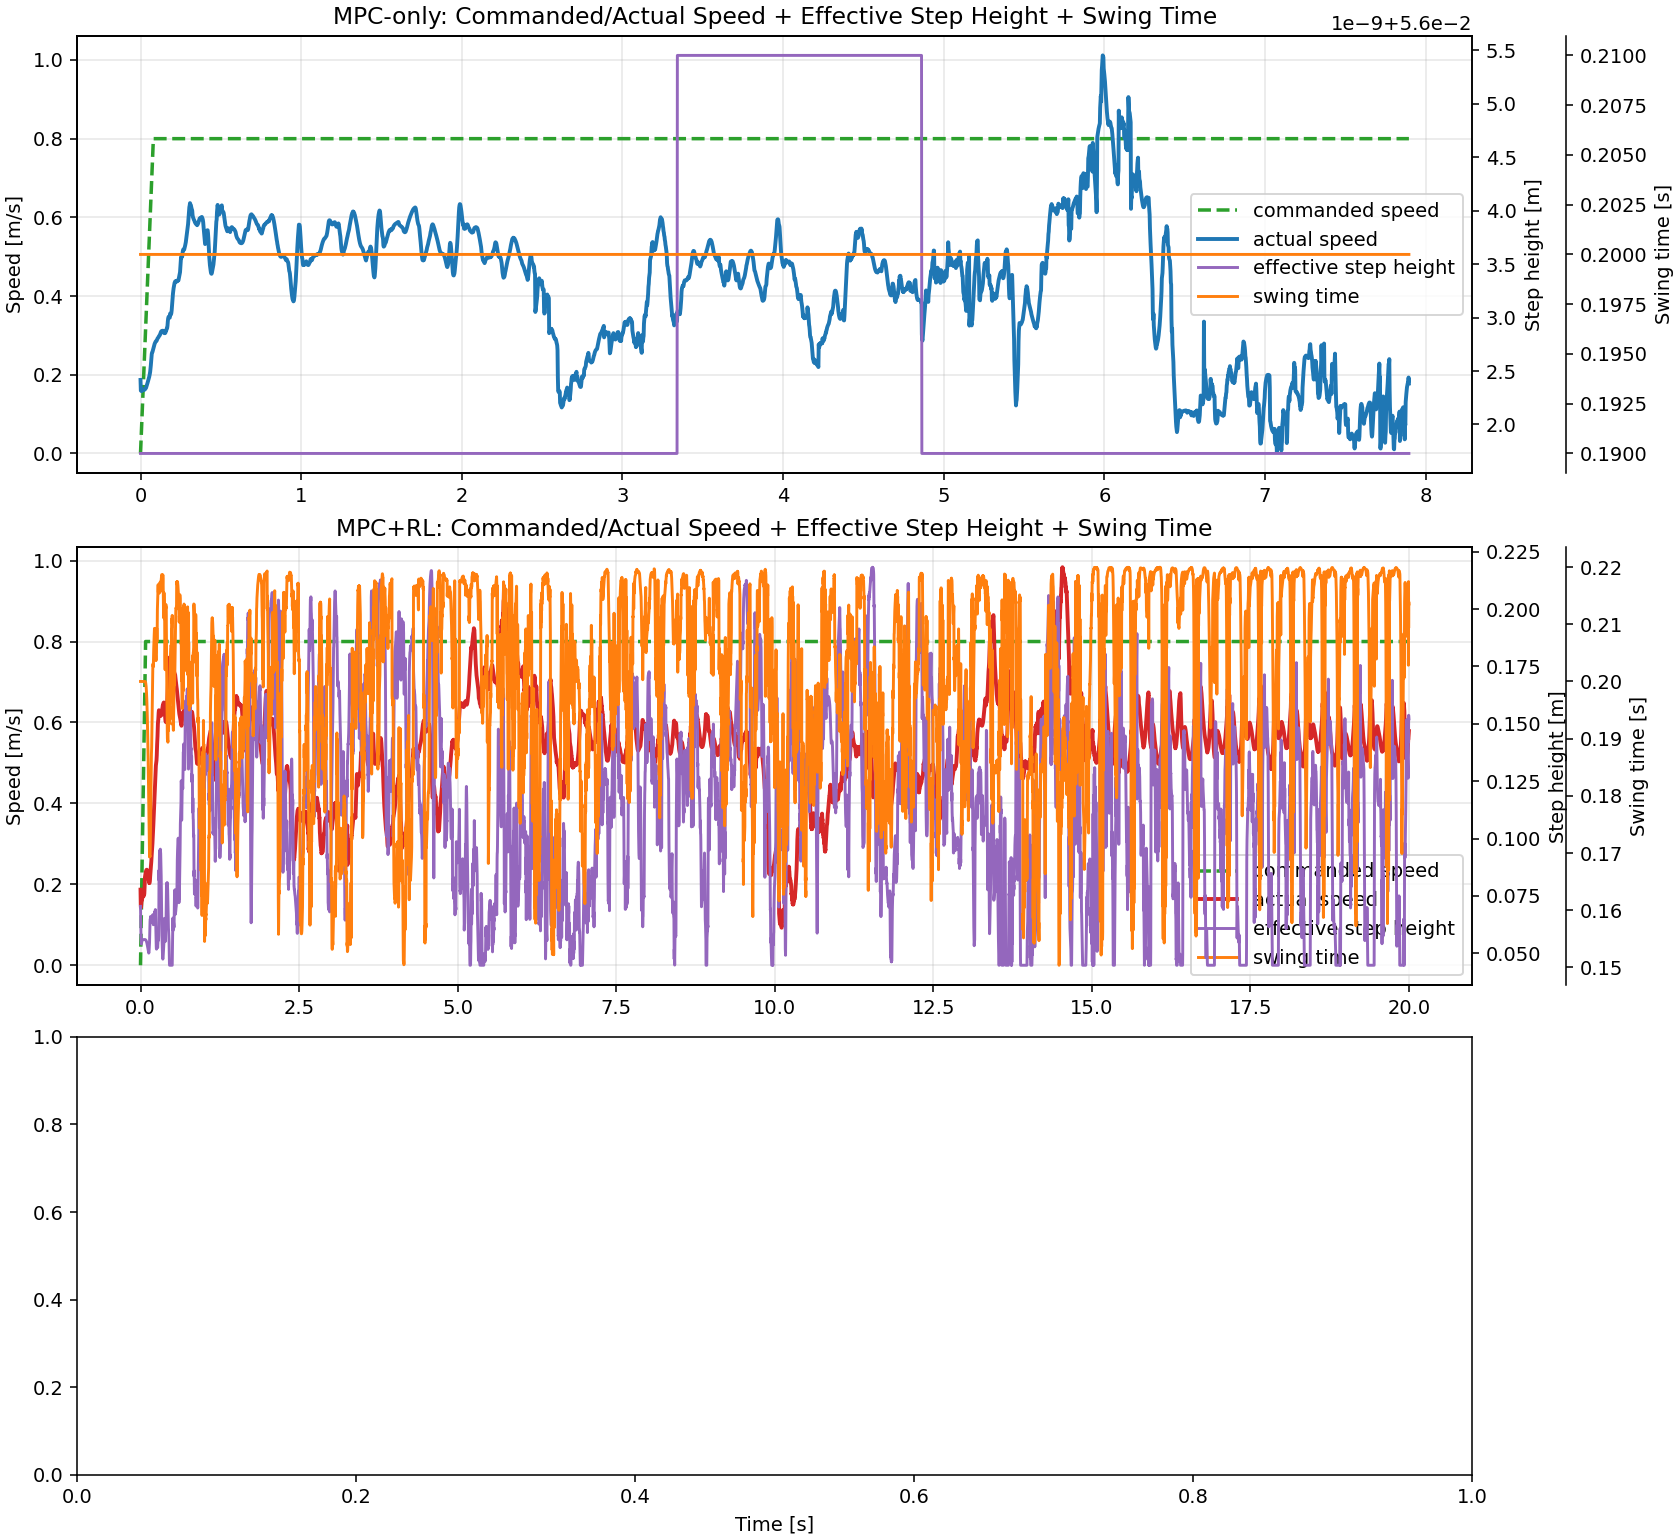 MPC-only: Commanded/Actual Speed + Effective Step Height + Swing Time
1e−9+5.6e−2
Speed [m/s]
1.0
0.8
0.6
0.4
0.2
0.0
0 1 2 3 4 5 6 7 8
5.5
5.0
4.5
4.0
3.5
3.0
2.5
2.0
Step height [m]
0.2100
0.2075
0.2050
0.2025
0.2000
0.1975
0.1950
0.1925
0.1900
Swing time [s]
commanded speed
actual speed
effective step height
swing time
MPC+RL: Commanded/Actual Speed + Effective Step Height + Swing Time
Speed [m/s]
1.0
0.8
0.6
0.4
0.2
0.0
0.0 2.5 5.0 7.5 10.0 12.5 15.0 17.5 20.0
0.225
0.200
0.175
0.150
0.125
0.100
0.075
0.050
Step height [m]
0.22
0.21
0.20
0.19
0.18
0.17
0.16
0.15
Swing time [s]
commanded speed
actual speed
effective step height
swing time
1.0
0.8
0.6
0.4
0.2
0.0
0.0 0.2 0.4 0.6 0.8 1.0
Time [s]